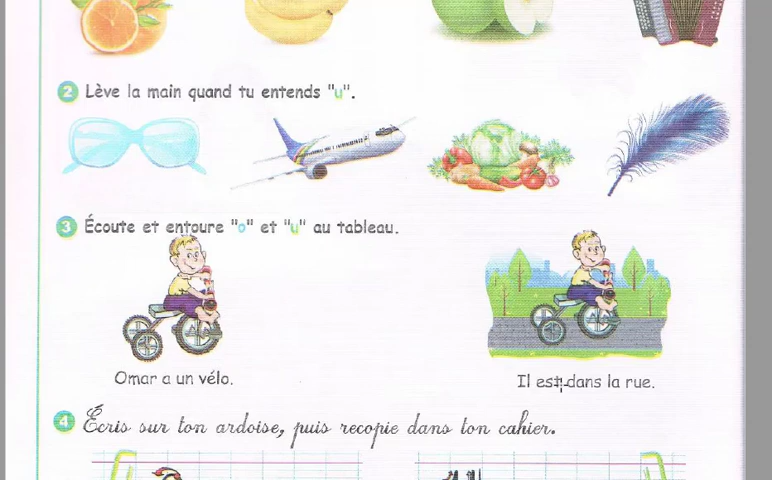 2 Lève la main quand tu entends "u".
3 Écoute et entoure "o" et "u" au tableau.
Omar a un vélo.
Il est dans la rue.
4 Écris sur ton ardoise, puis recopie dans ton cahier.